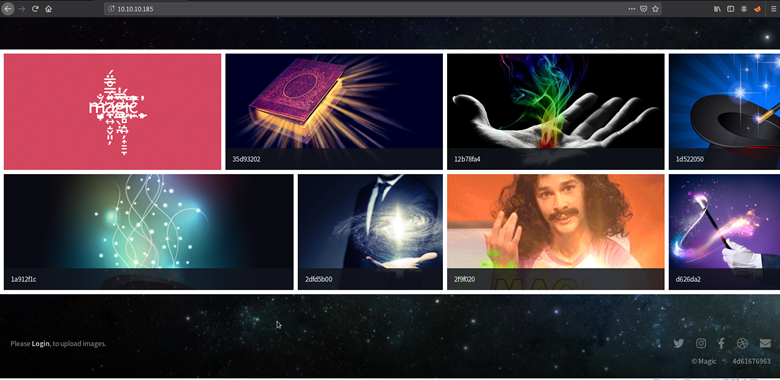 10.10.10.185
magic
35d93202
12b78fa4
1d522050
1a912f1c
2dfd5b00
2f9f020
d626da2
Please Login, to upload images.
© Magic
4d61676963